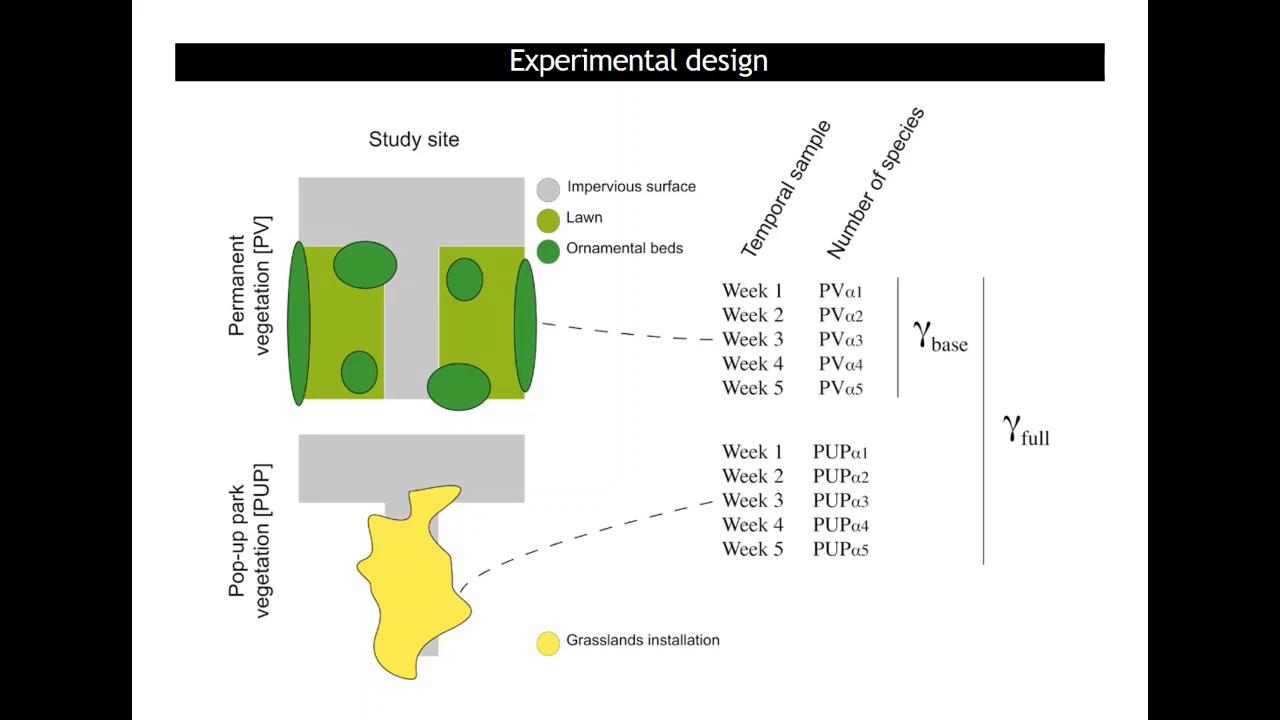 Experimental design
Study site
Temporal sample
Number of species
Permanent
vegetation [PV]
Impervious surface
Lawn
Ornamental beds
Week 1 PVα1
Week 2 PVα2
Week 3 PVα3
Week 4 PVα4
Week 5 PVα5
γbase
γfull
Pop-up park
vegetation [PUP]
Week 1 PUPα1
Week 2 PUPα2
Week 3 PUPα3
Week 4 PUPα4
Week 5 PUPα5
Grasslands installation